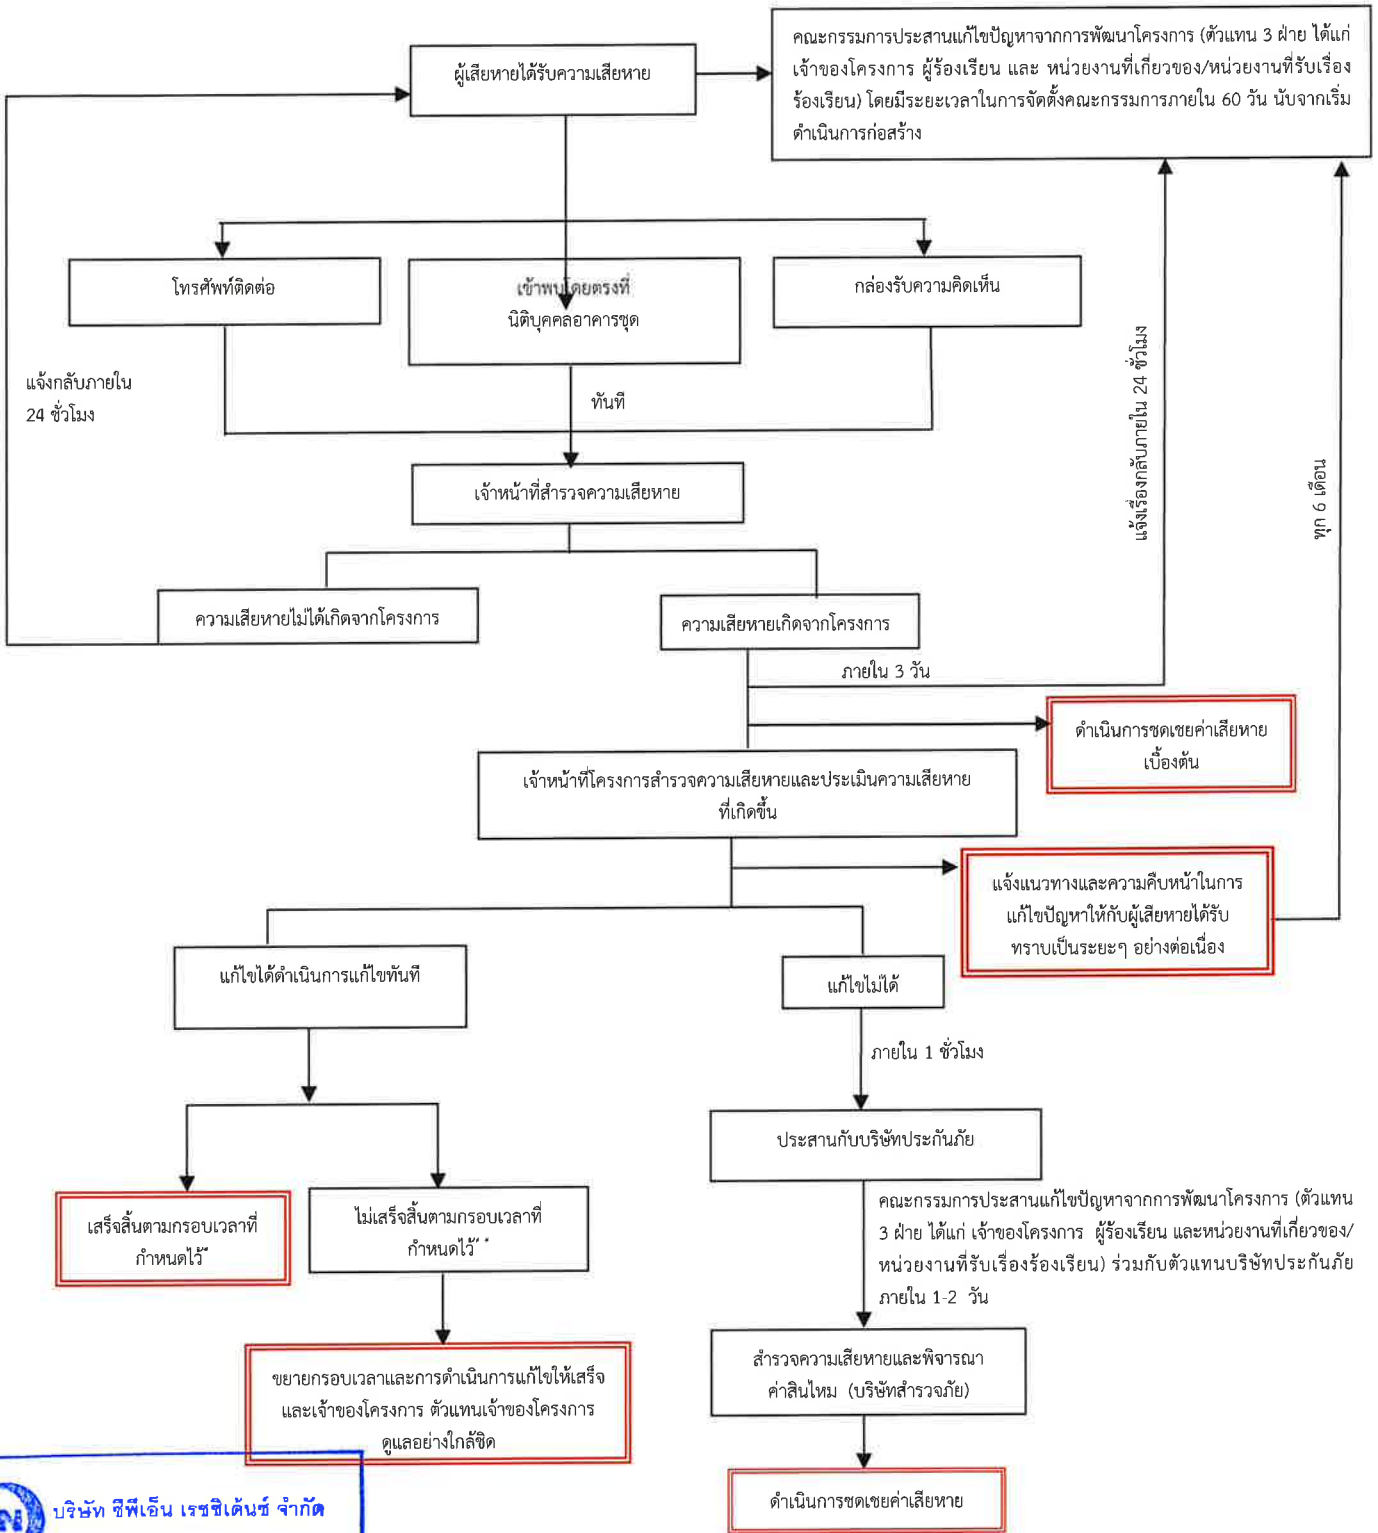 ผู้เสียหายได้รับความเสียหาย
คณะกรรมการประสานแก้ไขปัญหาจากการพัฒนาโครงการ (ตัวแทน 3 ฝ่าย ได้แก่
เจ้าของโครงการ ผู้ร้องเรียน และ หน่วยงานที่เกี่ยวของ/หน่วยงานที่รับเรื่อง
ร้องเรียน) โดยมีระยะเวลาในการจัดตั้งคณะกรรมการภายใน 60 วัน นับจากเริ่ม
ดำเนินการก่อสร้าง
โทรศัพท์ติดต่อ
เข้าพบโดยตรงที่
นิติบุคคลอาคารชุด
กล่องรับความคิดเห็น
แจ้งกลับภายใน
24 ชั่วโมง
ทันที
แจ้งเรื่องกลับภายใน 24 ชั่วโมง
ทุก 6 เดือน
เจ้าหน้าที่สำรวจความเสียหาย
ความเสียหายไม่ได้เกิดจากโครงการ
ความเสียหายเกิดจากโครงการ
ภายใน 3 วัน
ดำเนินการชดเชยค่าเสียหาย
เบื้องต้น
เจ้าหน้าที่โครงการสำรวจความเสียหายและประเมินความเสียหาย
ที่เกิดขึ้น
แจ้งแนวทางและความคืบหน้าในการ
แก้ไขปัญหาให้กับผู้เสียหายได้รับ
ทราบเป็นระยะๆ อย่างต่อเนื่อง
แก้ไขได้ดำเนินการแก้ไขทันที
แก้ไขไม่ได้
ภายใน 1 ชั่วโมง
ประสานกับบริษัทประกันภัย
เสร็จสิ้นตามกรอบเวลาที่
กำหนดไว้*
ไม่เสร็จสิ้นตามกรอบเวลาที่
กำหนดไว้**
คณะกรรมการประสานแก้ไขปัญหาจากการพัฒนาโครงการ (ตัวแทน
3 ฝ่าย ได้แก่ เจ้าของโครงการ ผู้ร้องเรียน และหน่วยงานที่เกี่ยวของ/
หน่วยงานที่รับเรื่องร้องเรียน) ร่วมกับตัวแทนบริษัทประกันภัย
ภายใน 1-2 วัน
สำรวจความเสียหายและพิจารณา
ค่าสินไหม (บริษัทสำรวจภัย)
ขยายกรอบเวลาและการดำเนินการแก้ไขให้เสร็จ
และเจ้าของโครงการ ตัวแทนเจ้าของโครงการ
ดูแลอย่างใกล้ชิด
ดำเนินการชดเชยค่าเสียหาย
บริษัท ซีพีเอ็น เรซซิเด้นซ์ จำกัด